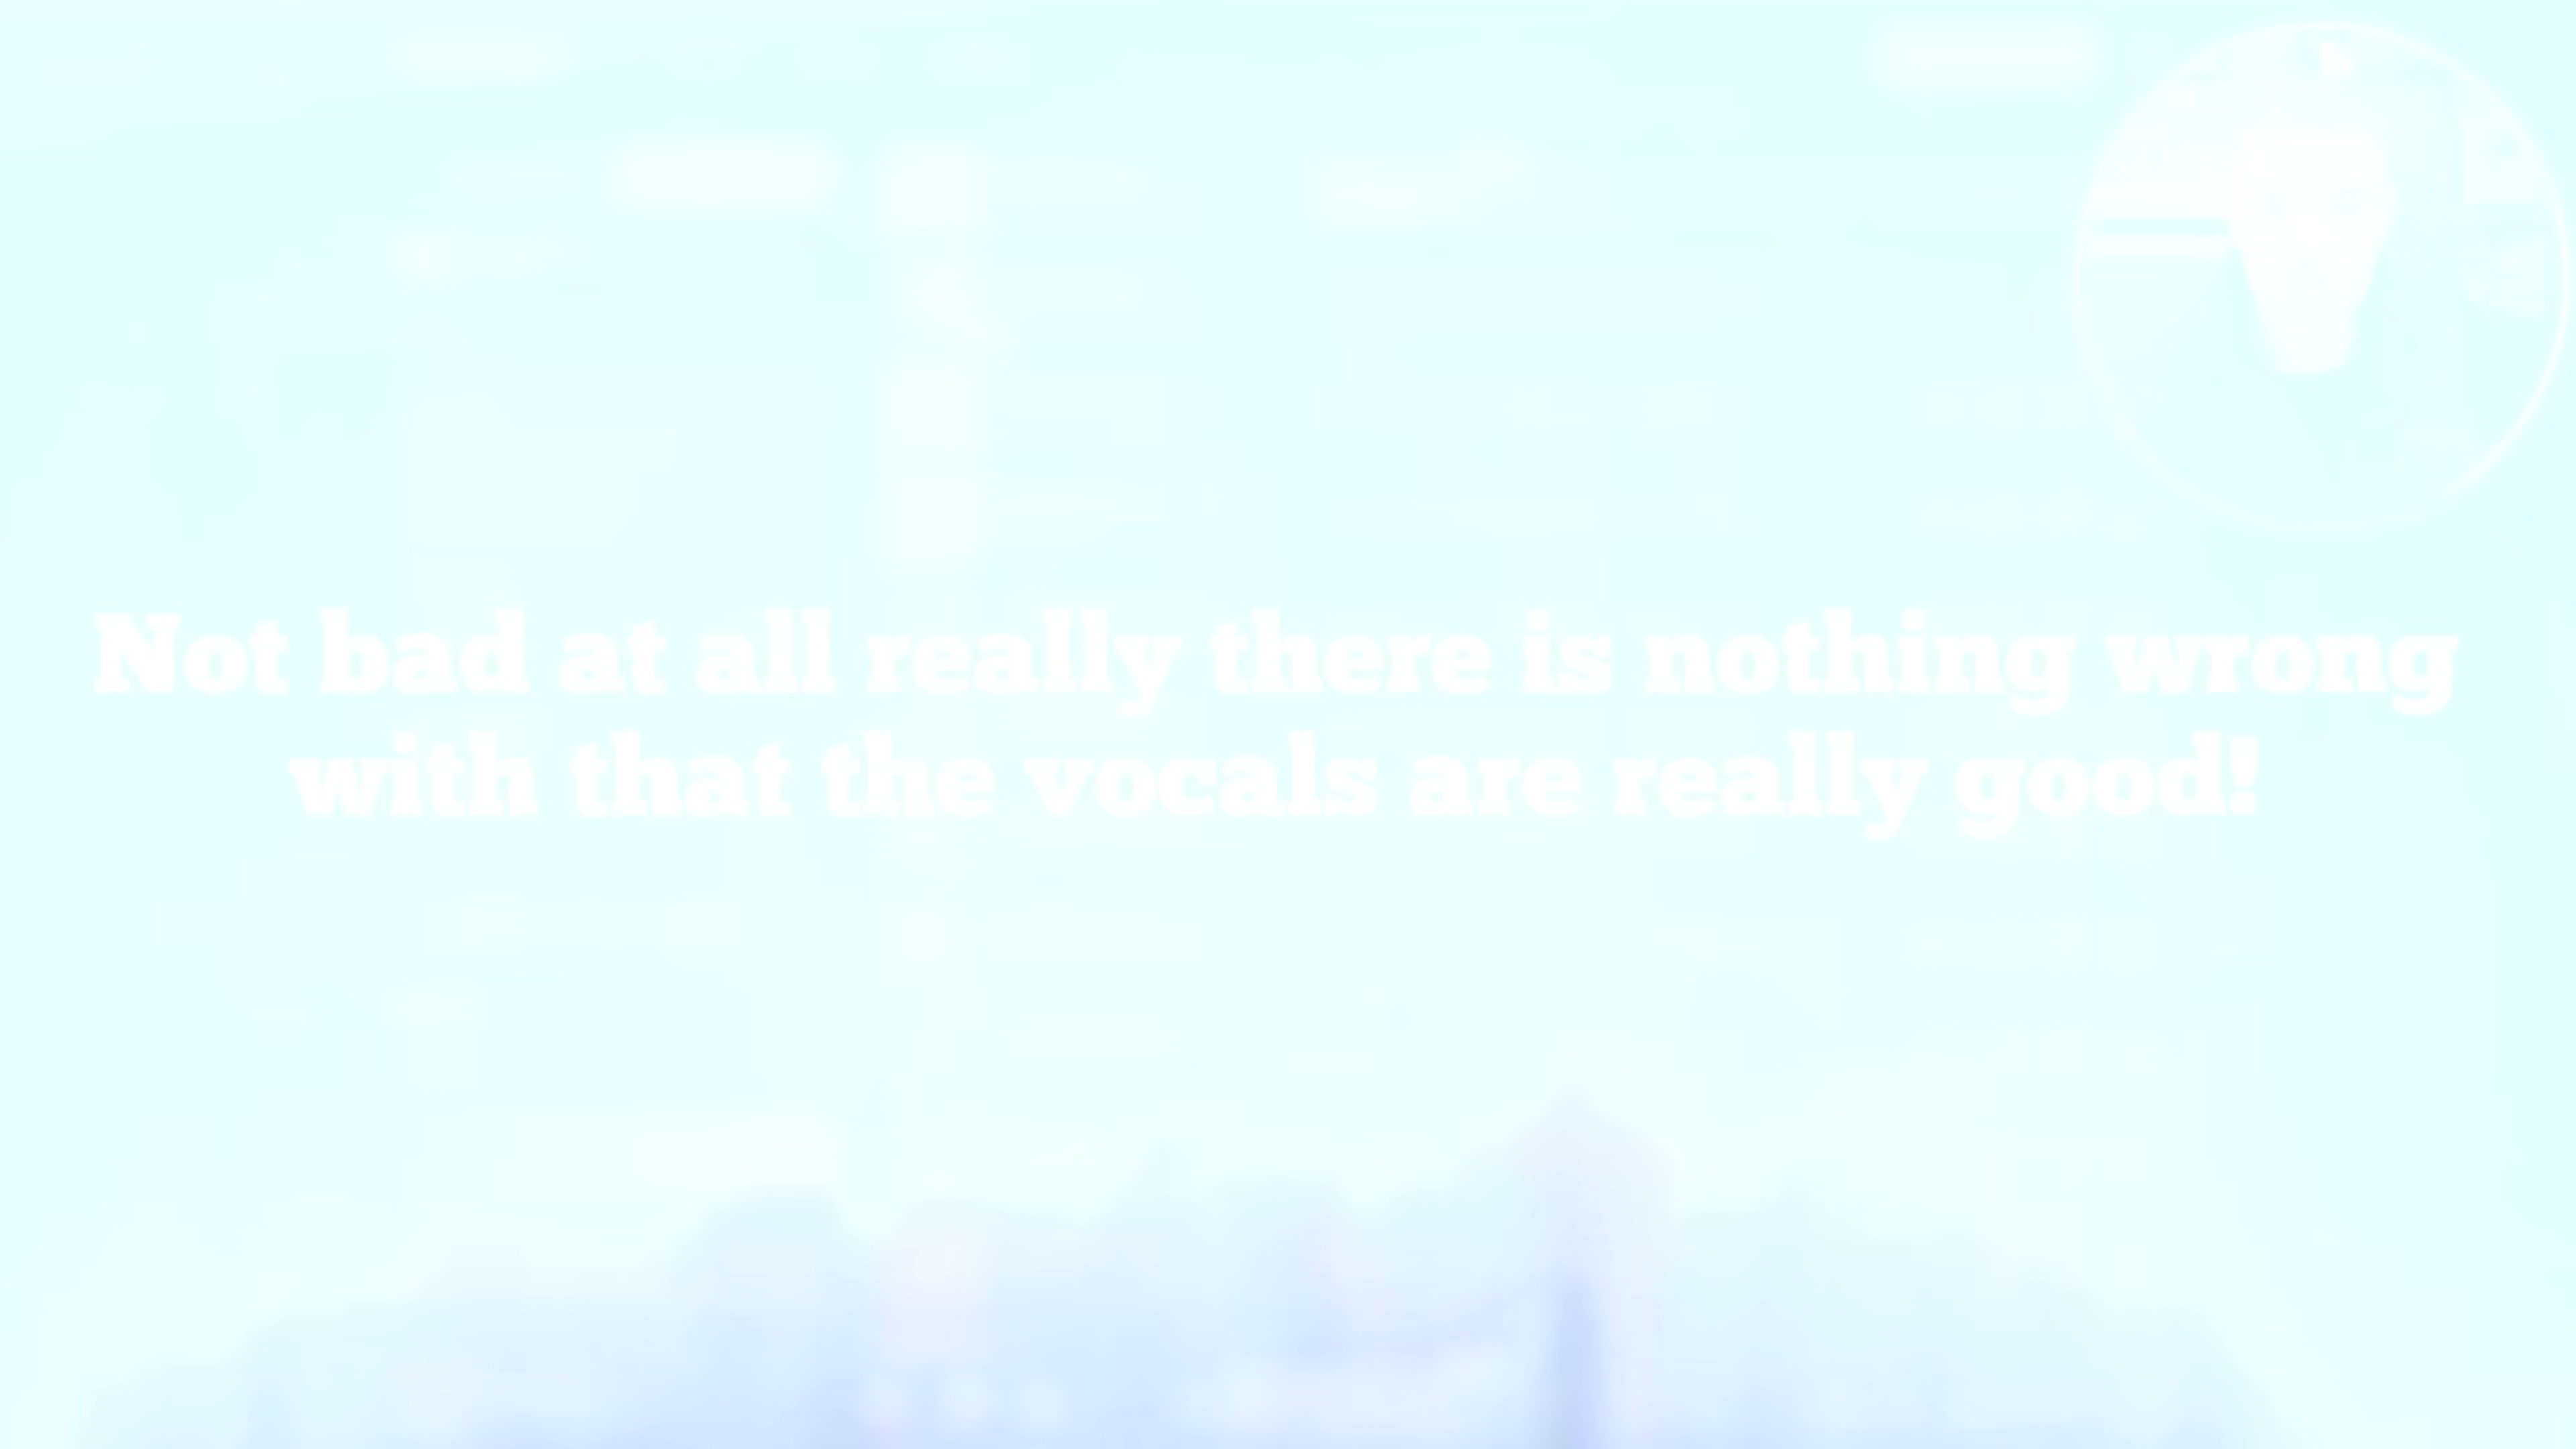 Not bad at all really there is nothing wrong
with that the vocals are really good!